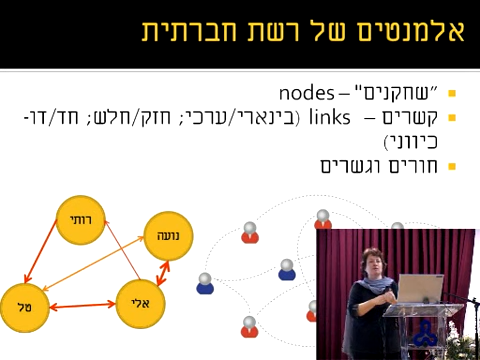 אלמנטים של רשת חברתית
"שחקנים" – nodes
קשרים – links (בינארי/ערכי; חזק/חלש; חד/דו-
כיווני)
חורים וגשרים
רותי
נועה
טל
אלי